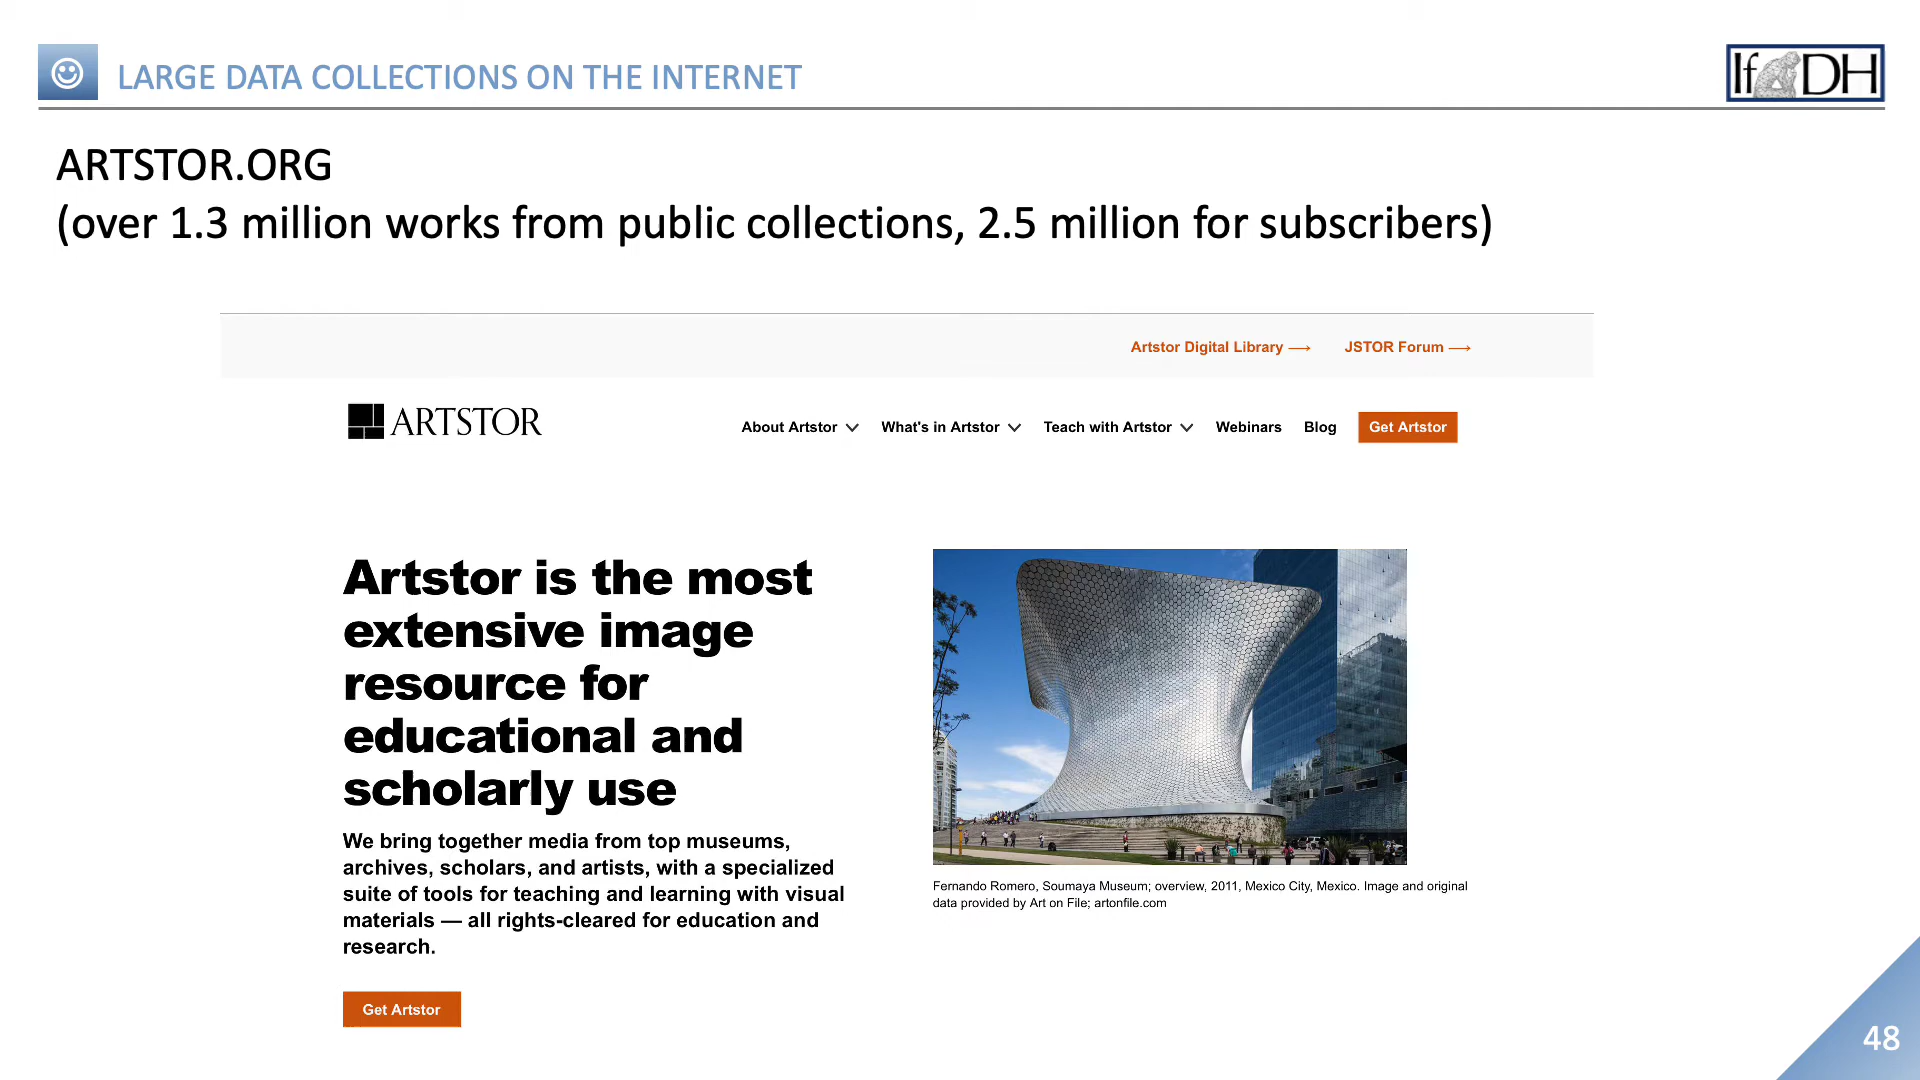 LARGE DATA COLLECTIONS ON THE INTERNET
IfDH
ARTSTOR.ORG
(over 1.3 million works from public collections, 2.5 million for subscribers)
Artstor Digital Library ⟶ JSTOR Forum ⟶
ARTSTOR
About Artstor What's in Artstor Teach with Artstor Webinars Blog Get Artstor
Artstor is the most
extensive image
resource for
educational and
scholarly use
We bring together media from top museums,
archives, scholars, and artists, with a specialized
suite of tools for teaching and learning with visual
materials — all rights-cleared for education and
research.
Get Artstor
Fernando Romero, Soumaya Museum; overview, 2011, Mexico City, Mexico. Image and original
data provided by Art on File; artonfile.com
48